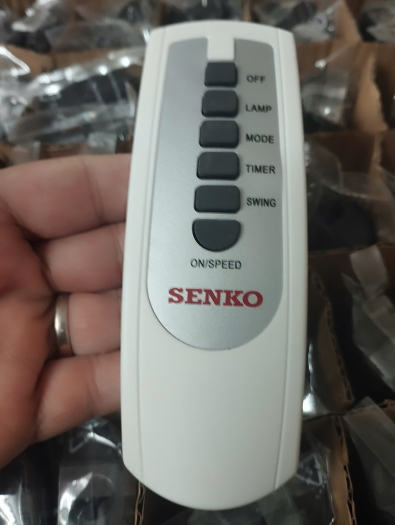 OFF
LAMP
MODE
TIMER
SWING
ON/SPEED
SENKO